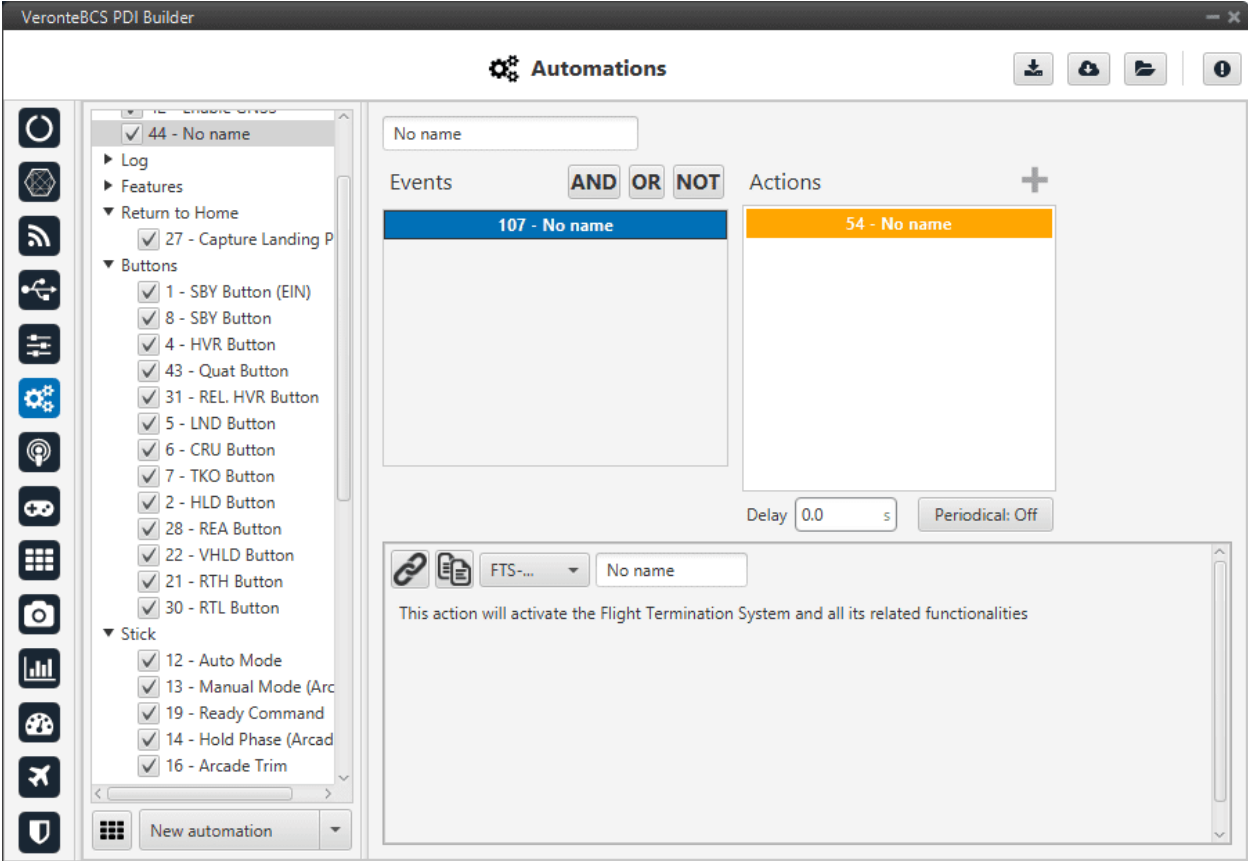 VeronteBCS PDI Builder
Automations
44 - No name
Log
Features
Return to Home
27 - Capture Landing P
Buttons
1 - SBY Button (EIN)
8 - SBY Button
4 - HVR Button
43 - Quat Button
31 - REL. HVR Button
5 - LND Button
6 - CRU Button
7 - TKO Button
2 - HLD Button
28 - REA Button
22 - VHLD Button
21 - RTH Button
30 - RTL Button
Stick
12 - Auto Mode
13 - Manual Mode (Arc
19 - Ready Command
14 - Hold Phase (Arcad
16 - Arcade Trim
New automation
No name
Events AND OR NOT
107 - No name
Actions
54 - No name
Delay 0.0 s Periodical: Off
FTS-... No name
This action will activate the Flight Termination System and all its related functionalities